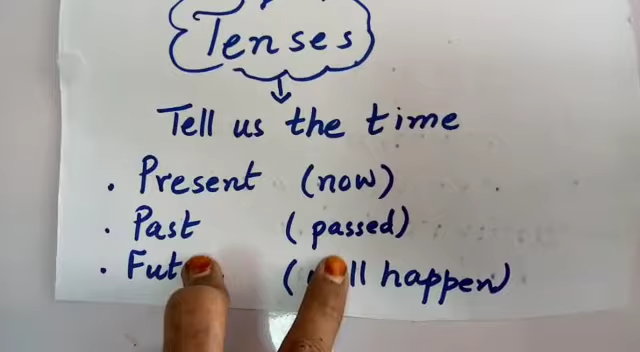 Tenses
Tell us the time
. Present (now)
. Past (passed)
. Fut (ll happen)